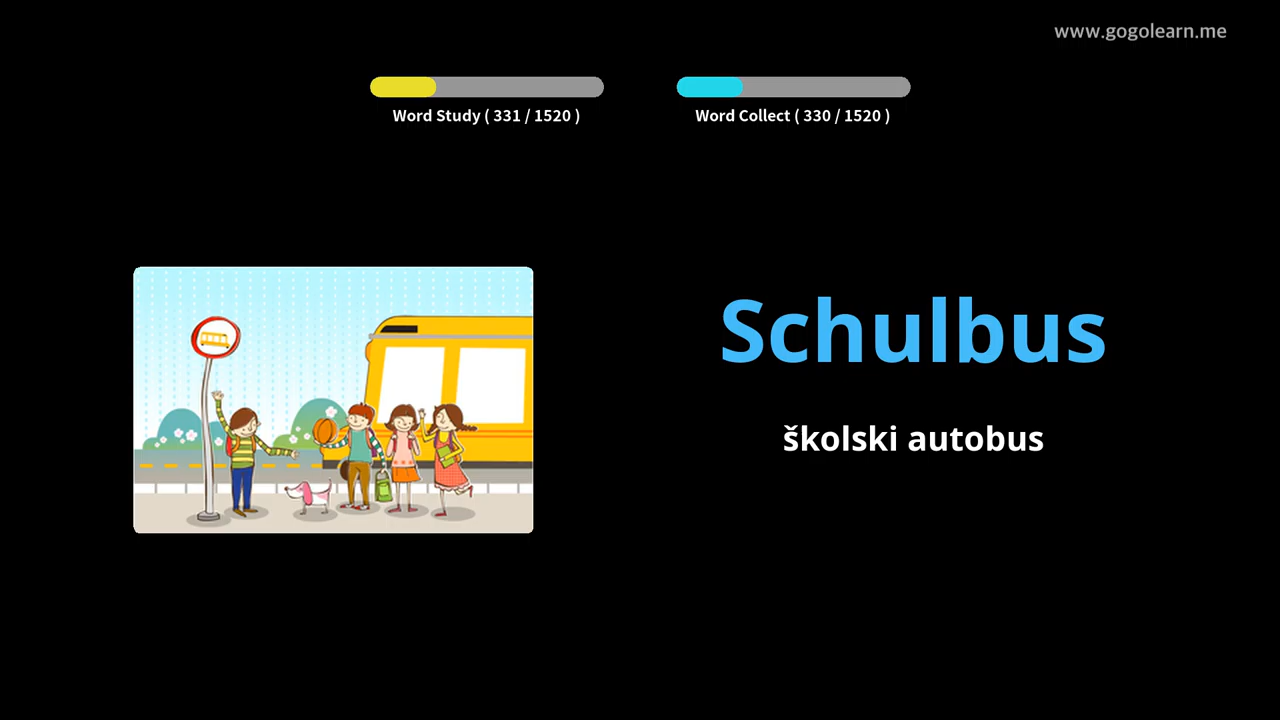 www.gogolearn.me
Word Study ( 331 / 1520 )
Word Collect ( 330 / 1520 )
Schulbus
školski autobus